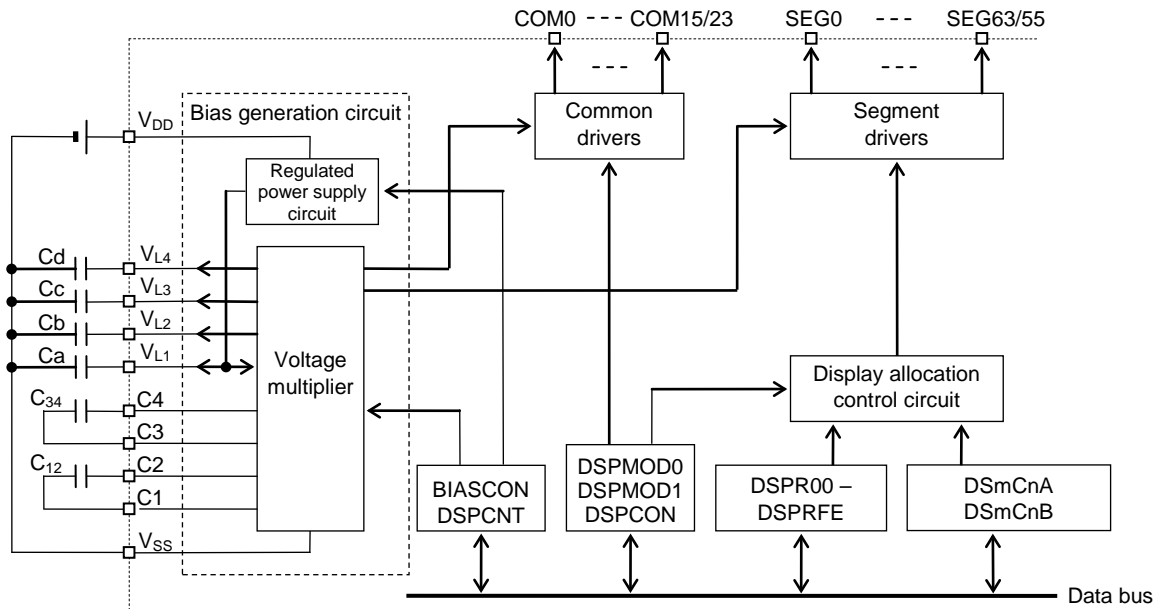 COM0 --- COM15/23 SEG0 --- SEG63/55
---- ----
Bias generation circuit
VDD
Regulated
power supply
circuit
Common
drivers
Segment
drivers
Cd VL4
Cc VL3
Cb VL2
Ca VL1
Voltage
multiplier
C34 C4
C3
C12 C2
C1
VSS
Display allocation
control circuit
BIASCON
DSPCNT
DSPMOD0
DSPMOD1
DSPCON
DSPR00 –
DSPRFE
DSmCnA
DSmCnB
Data bus